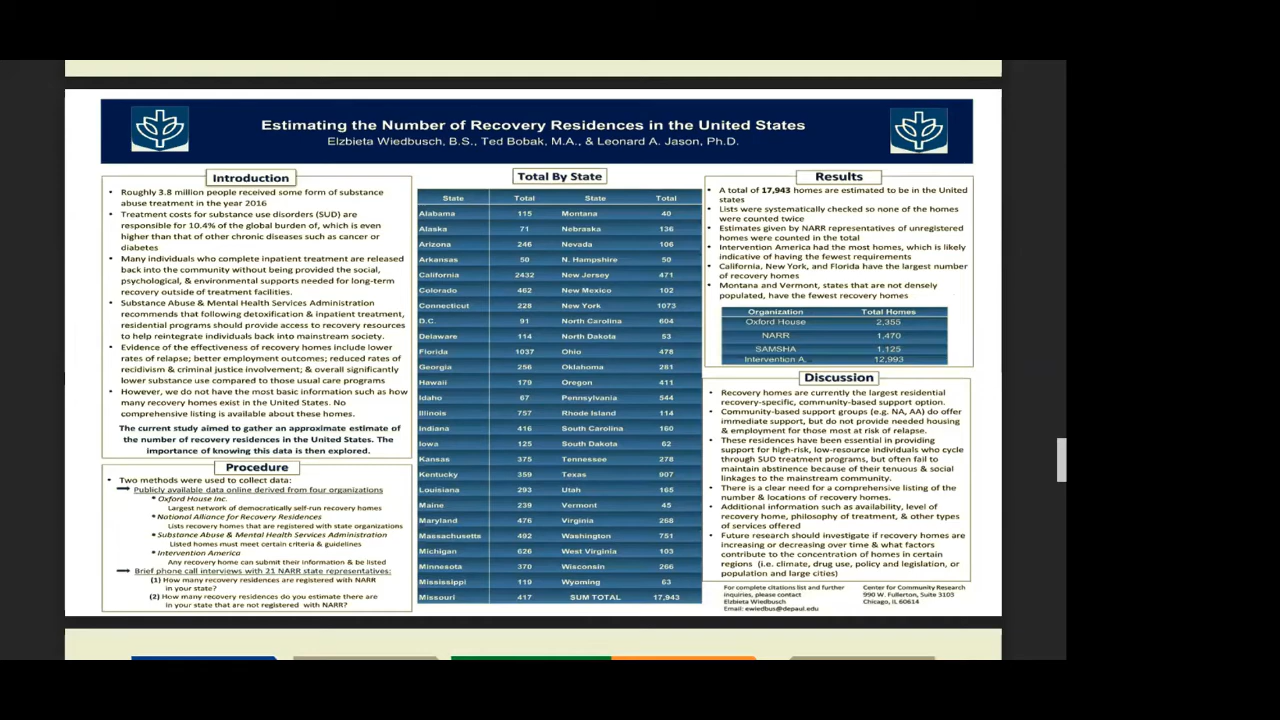 Estimating the Number of Recovery Residences in the United States
Elzbieta Wiedbusch, B.S., Ted Bobak, M.A., & Leonard A. Jason, Ph.D.
Introduction
• Roughly 3.8 million people received some form of substance
abuse treatment in the year 2016
• Treatment costs for substance use disorders (SUD) are
responsible for 10.4% of the global burden of, which is even
higher than that of other chronic diseases such as cancer or
diabetes
• Many individuals who complete inpatient treatment are released
back into the community without being provided the social,
psychological, & environmental supports needed for long-term
recovery outside of treatment facilities.
• Substance Abuse & Mental Health Services Administration
recommends that following detoxification & inpatient treatment,
residential programs should provide access to recovery resources
to help reintegrate individuals back into mainstream society.
• Evidence of the effectiveness of recovery homes include lower
rates of relapse; better employment outcomes; reduced rates of
recidivism & criminal justice involvement; & overall significantly
lower substance use compared to those usual care programs
• However, we do not have the most basic information such as how
many recovery homes exist in the United States. No
comprehensive listing is available about these homes.
The current study aimed to gather an approximate estimate of
the number of recovery residences in the United States. The
importance of knowing this data is then explored.
Procedure
• Two methods were used to collect data:
Publicly available data online derived from four organizations
* Oxford House Inc.
Largest network of democratically self-run recovery homes
* National Alliance for Recovery Residences
Lists recovery homes that are registered with state organizations
* Substance Abuse & Mental Health Services Administration
Listed homes must meet certain criteria & guidelines
* Intervention America
Any recovery home can submit their information & be listed
Brief phone call interviews with 21 NARR state representatives:
(1) How many recovery residences are registered with NARR
in your state?
(2) How many recovery residences do you estimate there are
in your state that are not registered with NARR?
Total By State
State Total State Total
Alabama 115 Montana 40
Alaska 71 Nebraska 136
Arizona 246 Nevada 106
Arkansas 50 N. Hampshire 50
California 2432 New Jersey 471
Colorado 462 New Mexico 102
Connecticut 228 New York 1073
D.C. 91 North Carolina 604
Delaware 114 North Dakota 53
Florida 1037 Ohio 478
Georgia 256 Oklahoma 281
Hawaii 179 Oregon 411
Idaho 67 Pennsylvania 544
Illinois 757 Rhode Island 114
Indiana 416 South Carolina 160
Iowa 125 South Dakota 62
Kansas 375 Tennessee 278
Kentucky 359 Texas 907
Louisiana 293 Utah 165
Maine 239 Vermont 45
Maryland 476 Virginia 268
Massachusetts 402 Washington 751
Michigan 626 West Virginia 103
Minnesota 370 Wisconsin 266
Mississippi 119 Wyoming 63
Missouri 417 SUM TOTAL 17,943
Results
• A total of 17,943 homes are estimated to be in the United
states
• Lists were systematically checked so none of the homes
were counted twice
• Estimates given by NARR representatives of unregistered
homes were counted in the total
• Intervention America had the most homes, which is likely
indicative of having the fewest requirements
• California, New York, and Florida have the largest number
of recovery homes
• Montana and Vermont, states that are not densely
populated, have the fewest recovery homes
Organization Total Homes
Oxford House 2,355
NARR 1,470
SAMSHA 1,125
Intervention A. 12,993
Discussion
• Recovery homes are currently the largest residential
recovery-specific, community-based support option.
• Community-based support groups (e.g. NA, AA) do offer
immediate support, but do not provide needed housing
& employment for those most at risk of relapse.
• These residences have been essential in providing
support for high-risk, low-resource individuals who cycle
through SUD treatment programs, but often fail to
maintain abstinence because of their tenuous & social
linkages to the mainstream community.
• There is a clear need for a comprehensive listing of the
number & locations of recovery homes.
• Additional information such as availability, level of
recovery home, philosophy of treatment, & other types
of services offered
• Future research should investigate if recovery homes are
increasing or decreasing over time & what factors
contribute to the concentration of homes in certain
regions (i.e. climate, drug use, policy and legislation, or
population and large cities)
For complete citations list and further
inquiries, please contact
Elzbieta Wiedbusch
Email: ewiedbus@depaul.edu
Center for Community Research
990 W. Fullerton, Suite 3103
Chicago, IL 60614